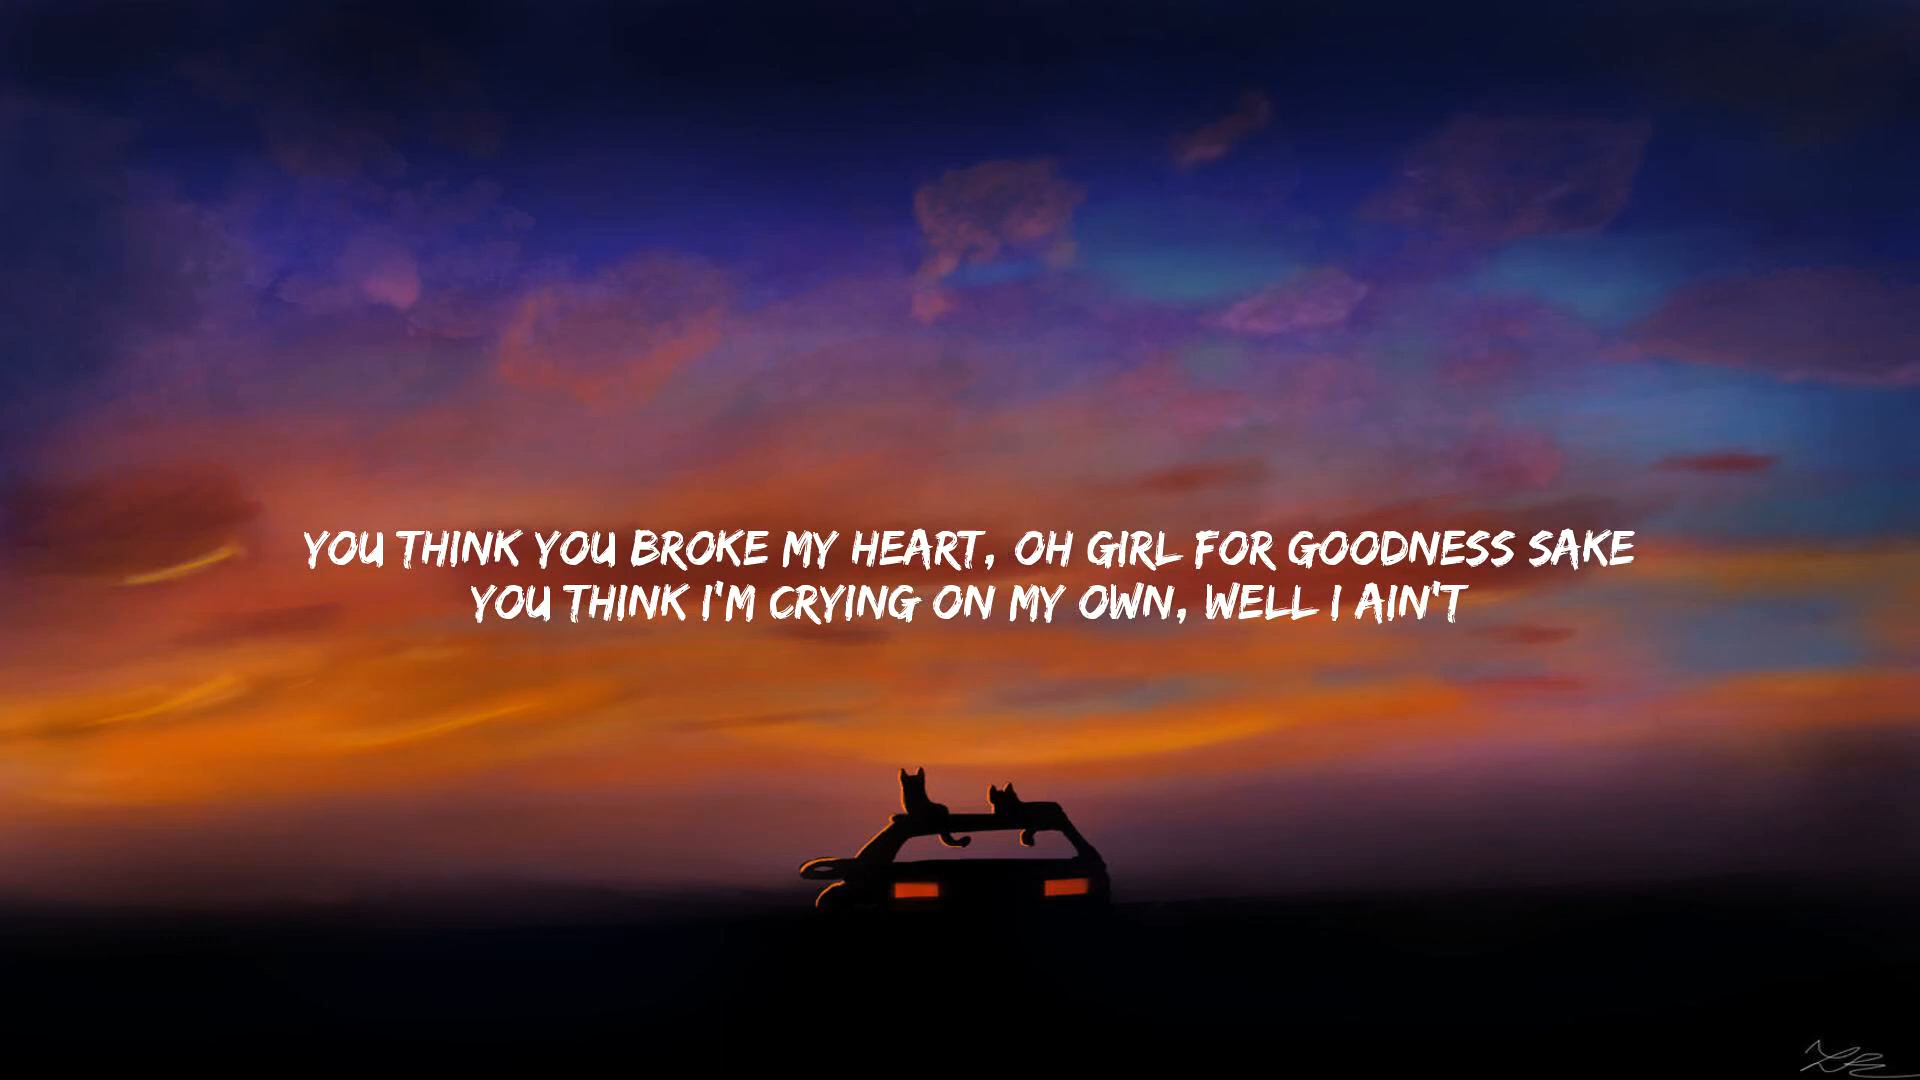 YOU THINK YOU BROKE MY HEART, OH GIRL FOR GOODNESS SAKE
YOU THINK I'M CRYING ON MY OWN, WELL I AIN'T